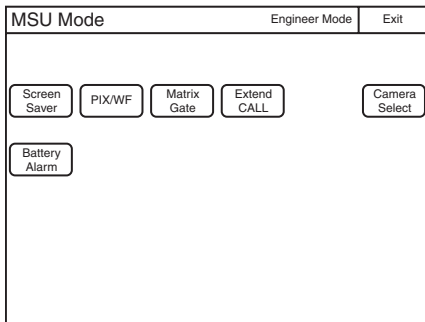 MSU Mode Engineer Mode Exit
Screen Saver PIX/WF Matrix Gate Extend CALL Camera Select
Battery Alarm